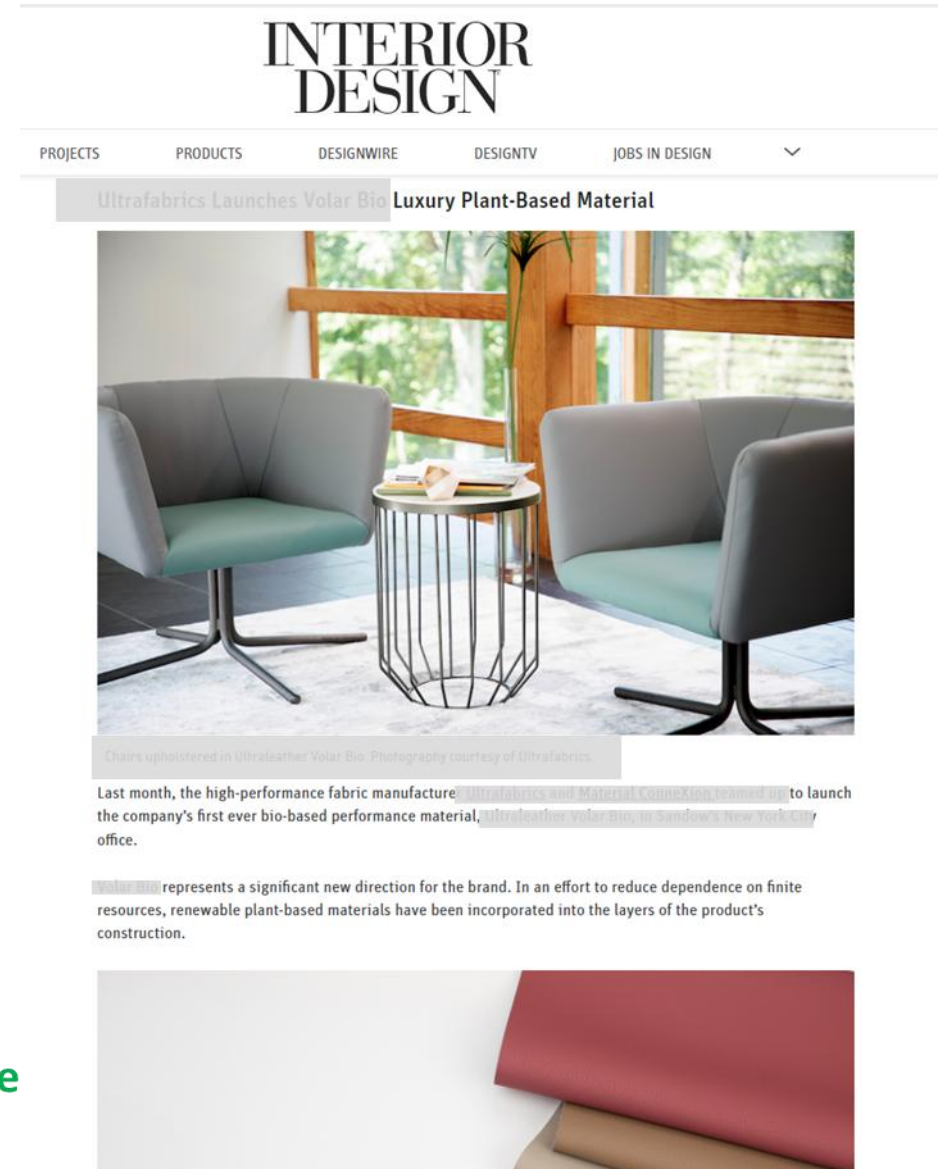 INTERIOR
DESIGN
PROJECTS PRODUCTS DESIGNWIRE DESIGNTV JOBS IN DESIGN
Ultrafabrics Launches Volar Bio Luxury Plant-Based Material
Chairs upholstered in Ultraleather Volar Bio. Photography courtesy of Ultrafabrics.
Last month, the high-performance fabric manufacturer Ultrafabrics and Material ConneXion teamed up to launch
the company's first ever bio-based performance material, Ultraleather Volar Bio, in Sandow's New York City
office.
Volar Bio represents a significant new direction for the brand. In an effort to reduce dependence on finite
resources, renewable plant-based materials have been incorporated into the layers of the product's
construction.
e